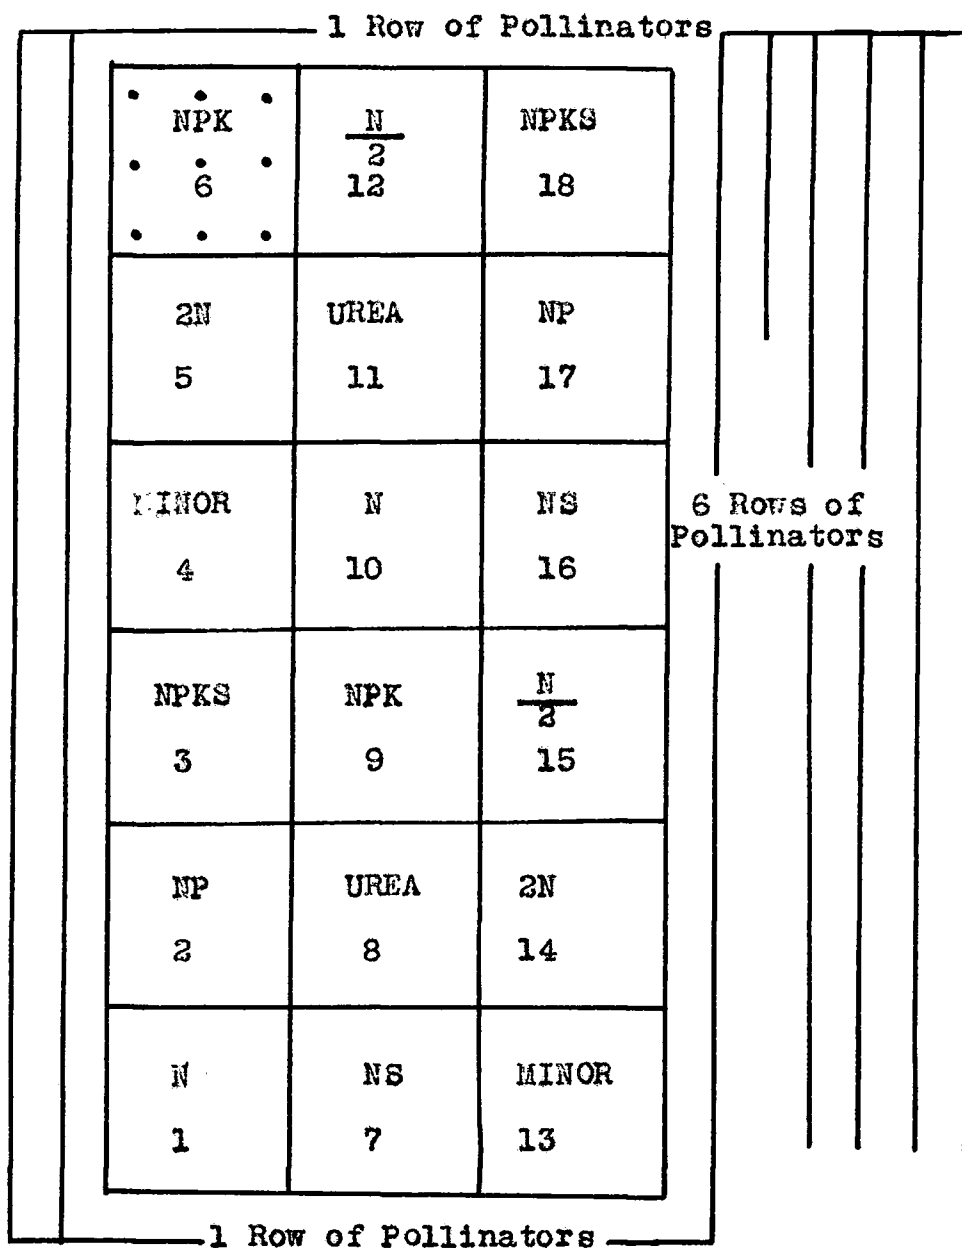 1 Row of Pollinators
NPK
6
N
2
12
NPKS
18
2N
5
UREA
11
NP
17
MINOR
4
N
10
NS
16
6 Rows of
Pollinators
NPKS
3
NPK
9
N
2
15
NP
2
UREA
8
2N
14
N
1
NS
7
MINOR
13
1 Row of Pollinators